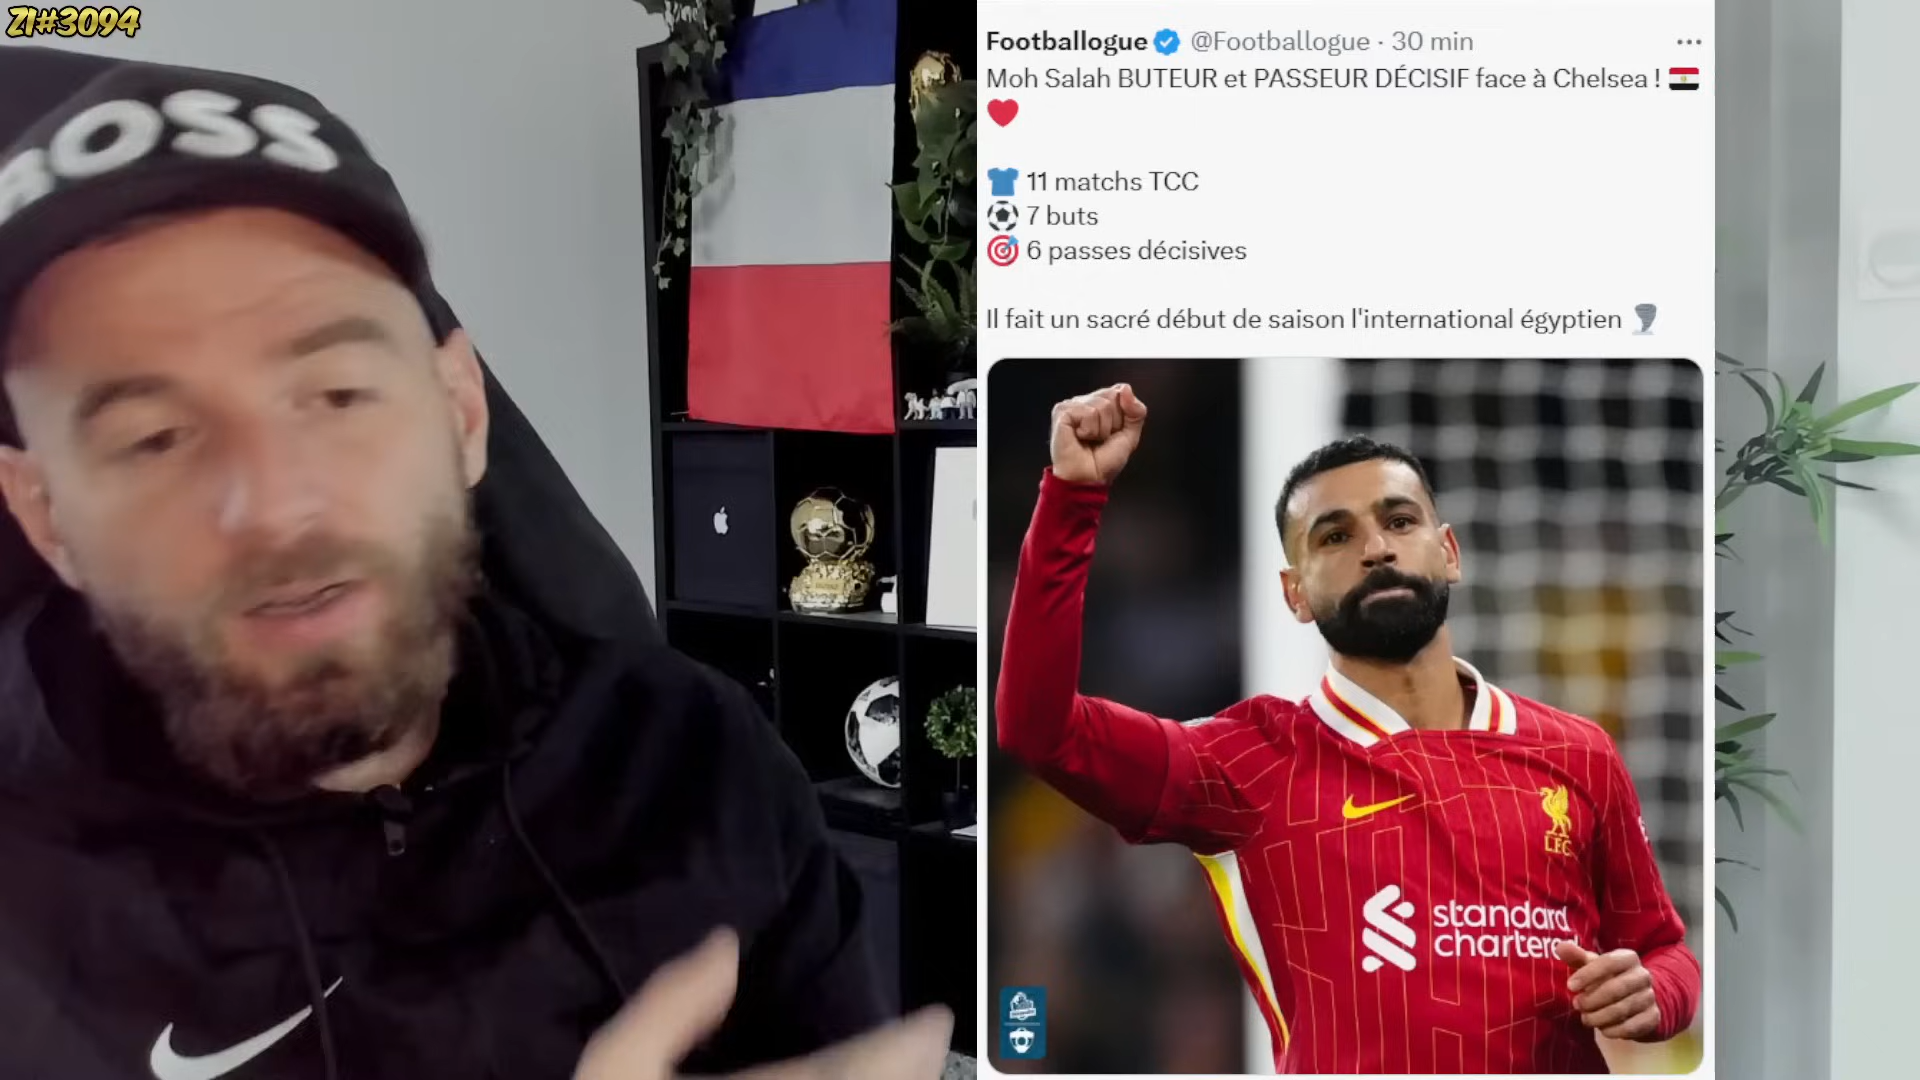 ZI#3094
BOSS
Footballogue @Footballogue · 30 min
Moh Salah BUTEUR et PASSEUR DÉCISIF face à Chelsea !
11 matchs TCC
7 buts
6 passes décisives
Il fait un sacré début de saison l'international égyptien
LFC
standard
chartered